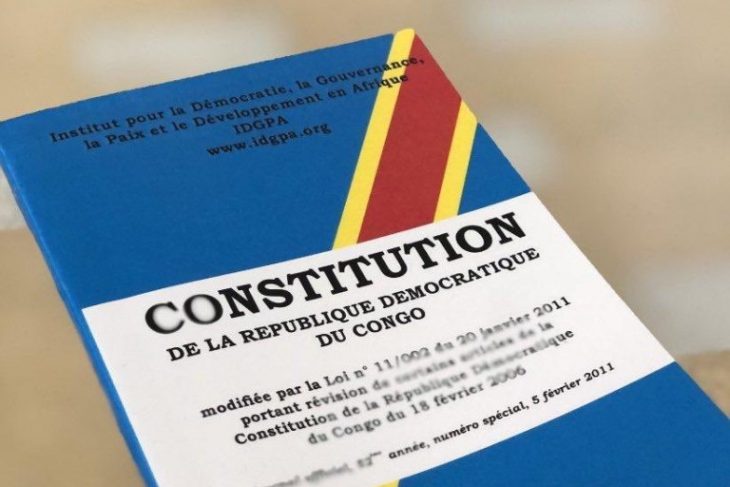 Institut pour la Démocratie, la Gouvernance,
la Paix et le Développement en Afrique
IDGPA
www.idgpa.org
CONSTITUTION
DE LA REPUBLIQUE DEMOCRATIQUE
DU CONGO
modifiée par la Loi n° 11/002 du 20 janvier 2011
portant révision de certains articles de la
Constitution de la République Démocratique
du Congo du 18 février 2006
officiel, 52ème année, numéro spécial, 5 février 2011